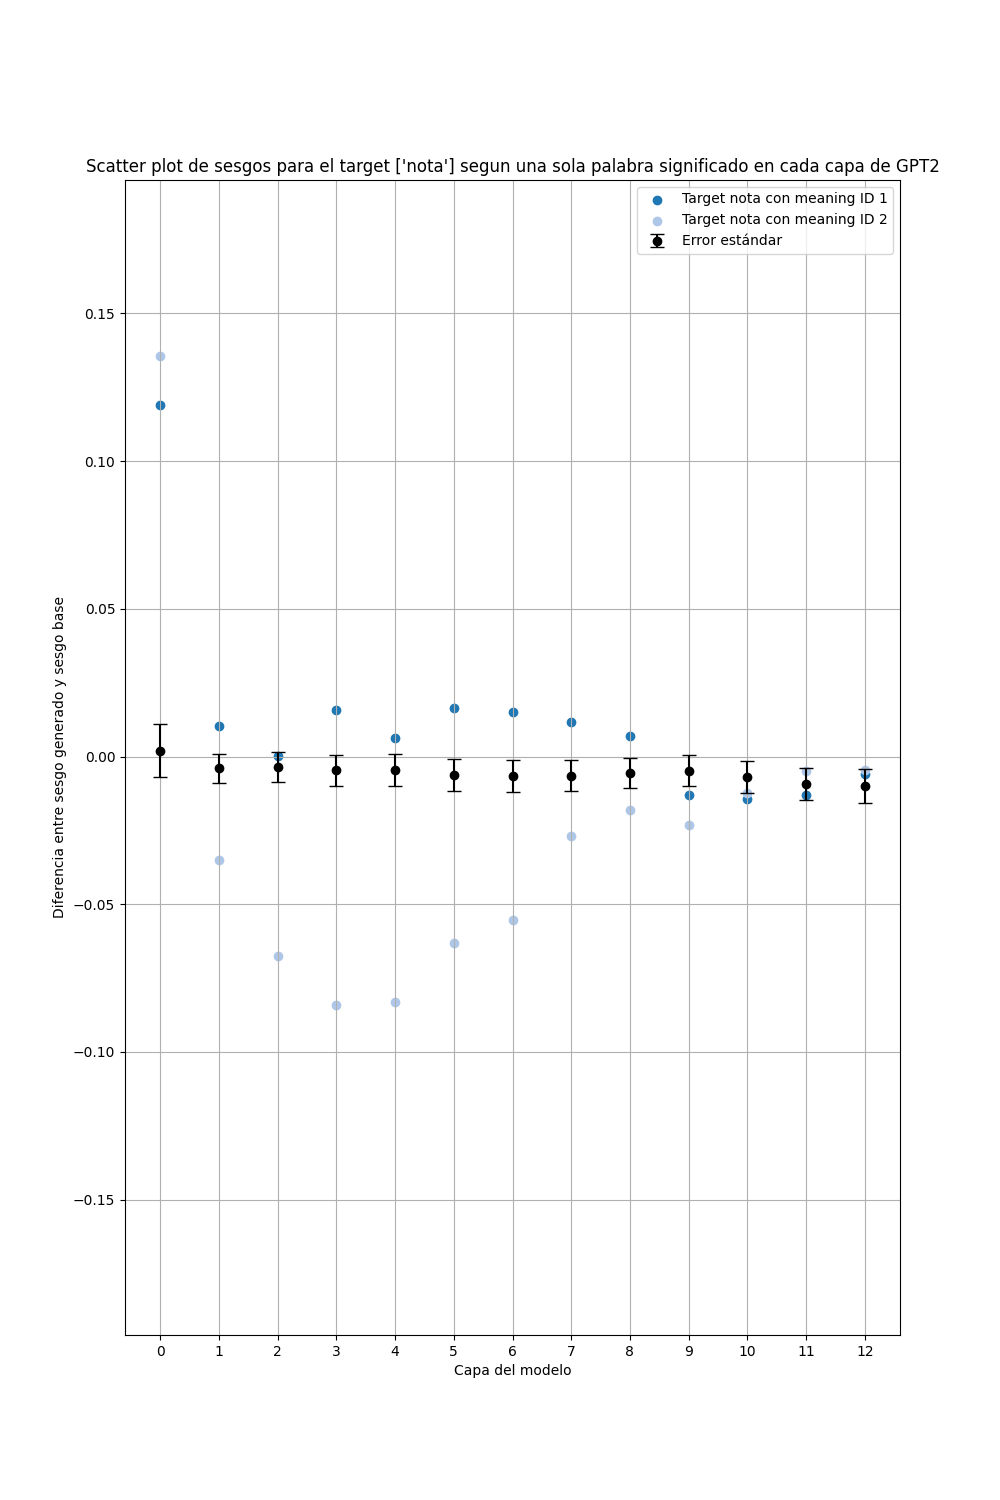 Scatter plot de sesgos para el target ['nota'] segun una sola palabra significado en cada capa de GPT2
Target nota con meaning ID 1
Target nota con meaning ID 2
Error estándar
0.15
0.10
0.05
0.00
−0.05
−0.10
−0.15
Diferencia entre sesgo generado y sesgo base
0 1 2 3 4 5 6 7 8 9 10 11 12
Capa del modelo